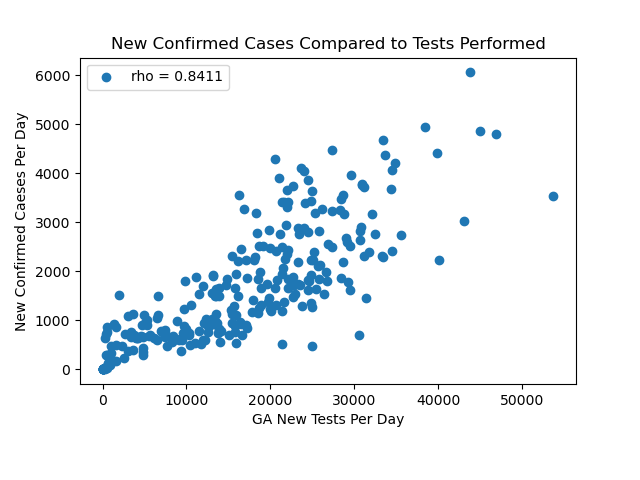 New Confirmed Cases Compared to Tests Performed
rho = 0.8411
6000
5000
4000
3000
2000
1000
0
New Confirmed Caeses Per Day
0 10000 20000 30000 40000 50000
GA New Tests Per Day